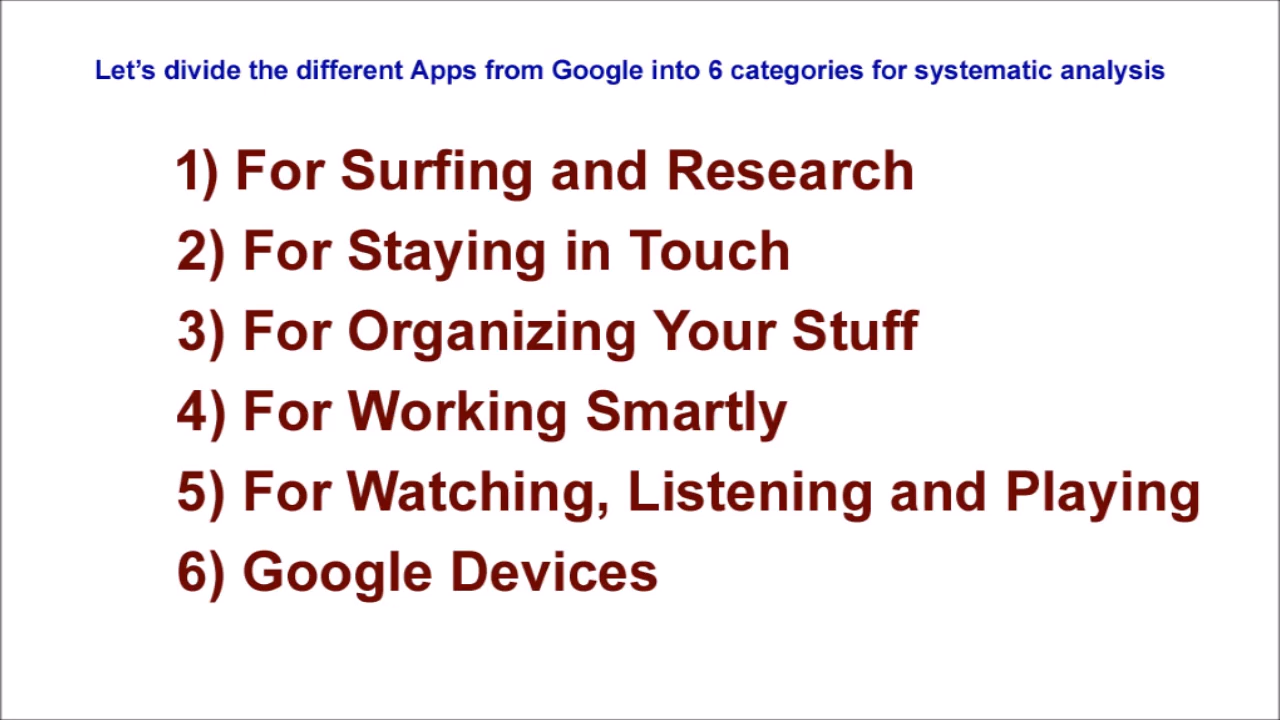 Let’s divide the different Apps from Google into 6 categories for systematic analysis
1) For Surfing and Research
2) For Staying in Touch
3) For Organizing Your Stuff
4) For Working Smartly
5) For Watching, Listening and Playing
6) Google Devices